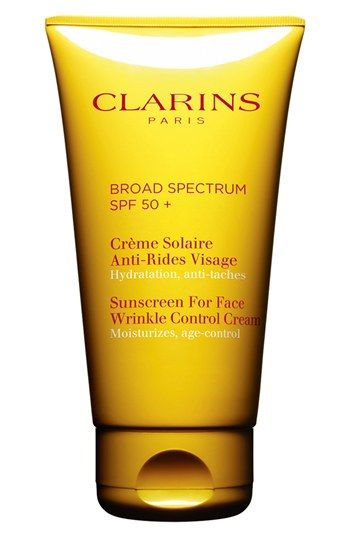 CLARINS
PARIS
BROAD SPECTRUM
SPF 50 +
Crème Solaire
Anti-Rides Visage
Hydratation, anti-taches
Sunscreen For Face
Wrinkle Control Cream
Moisturizes, age-control